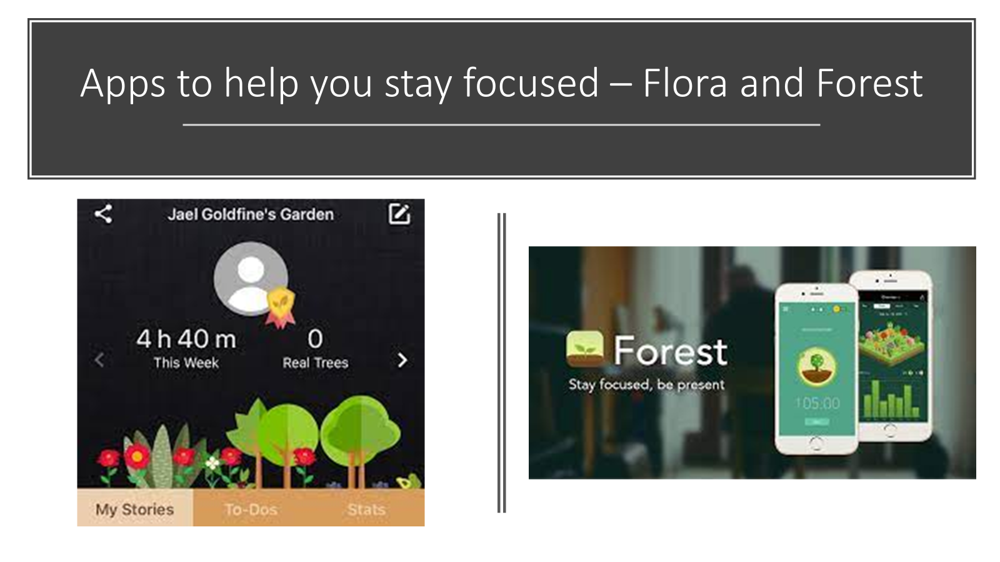 Apps to help you stay focused – Flora and Forest
Jael Goldfine's Garden
4 h 40 m
0
This Week
Real Trees
My Stories
To-Dos
Stats
Forest
Stay focused, be present
105:00